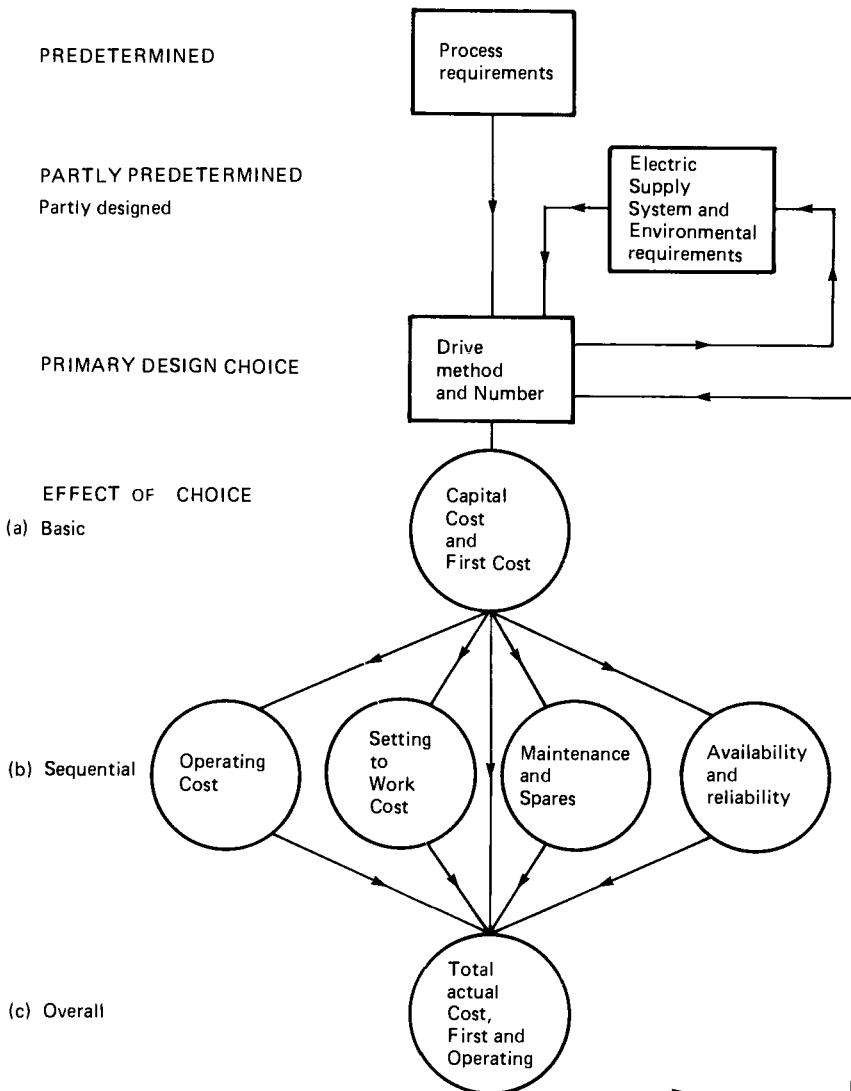 PREDETERMINED
Process
requirements
PARTLY PREDETERMINED
Partly designed
Electric
Supply
System and
Environmental
requirements
PRIMARY DESIGN CHOICE
Drive
method
and Number
EFFECT OF CHOICE
(a) Basic
Capital
Cost
and
First Cost
(b) Sequential
Operating
Cost
Setting
to
Work
Cost
Maintenance
and
Spares
Availability
and
reliability
(c) Overall
Total
actual
Cost,
First and
Operating